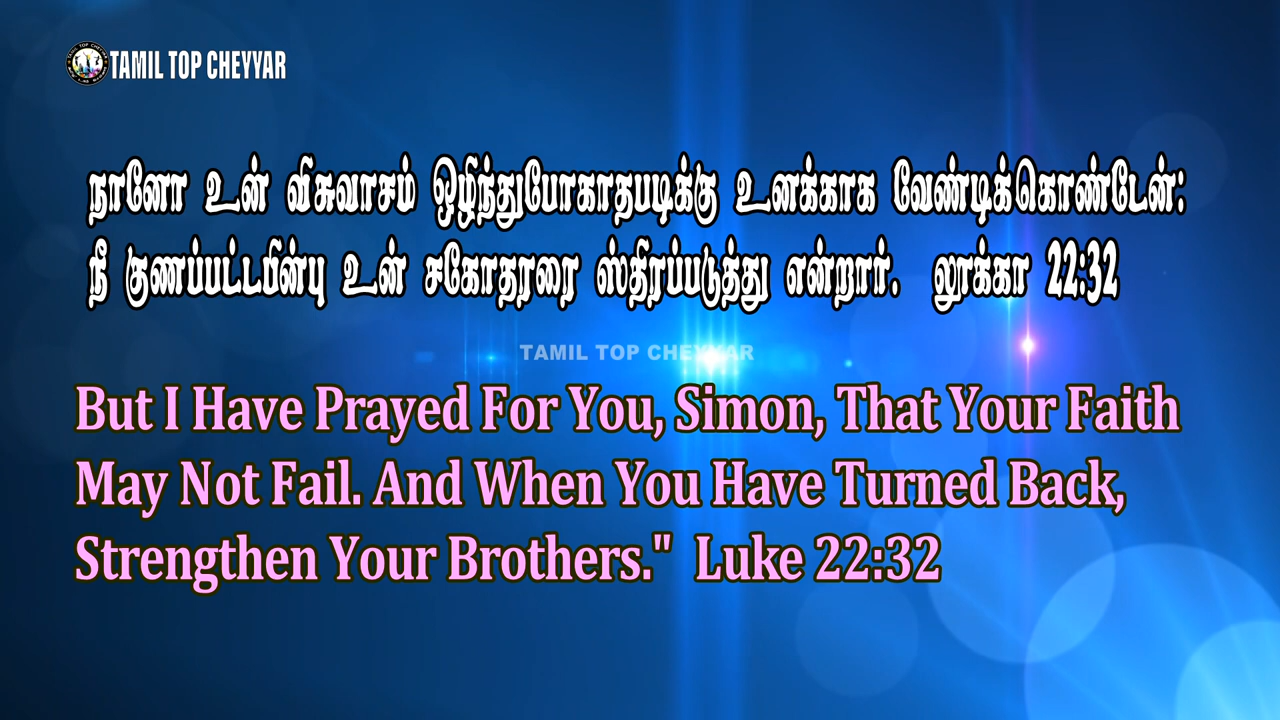 TAMIL TOP CHEYYAR
நானோ உன் விசுவாசம் ஒழிந்துபோகாதபடிக்கு உனக்காக வேண்டிக்கொண்டேன்:
நீ குணப்பட்டபின்பு உன் சகோதரரை ஸ்திரப்படுத்து என்றார். லூக்கா 22:32
TAMIL TOP CHEYYAR
But I Have Prayed For You, Simon, That Your Faith
May Not Fail. And When You Have Turned Back,
Strengthen Your Brothers." Luke 22:32